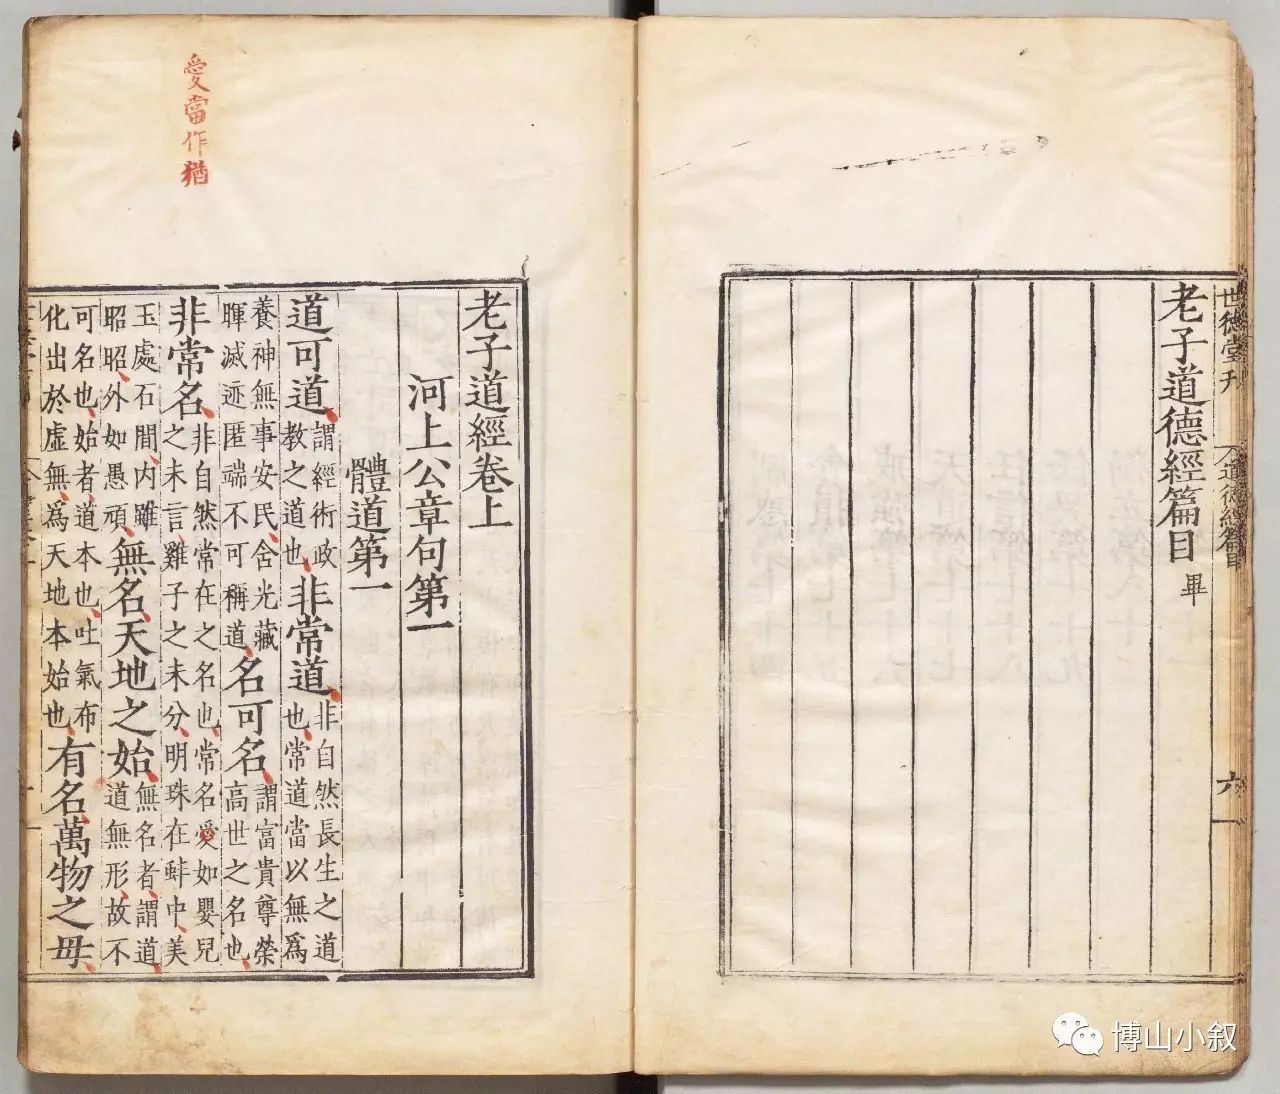 世德堂刊
道德經篇目
六
老子道德經篇目 畢
愛當作猶
老子道經卷上
河上公章句第一
體道第一
道可道、謂經術政教之道也、非常道、非自然長生之道也、常道當以無爲
養神無事安民、含光藏暉滅迹匿端不可稱道、名可名、謂富貴尊榮高世之名也、
非常名、非自然常在之名也、常名愛如嬰兒之未言、雞子之未分、明珠在蚌中、美
玉處石間、内雖昭昭、外如愚頑、無名、天地之始、無名者、謂道、道無形、故不
可名也、始者、道本也、吐氣布化出於虛無、爲天地本始也、有名、萬物之母、
博山小叙